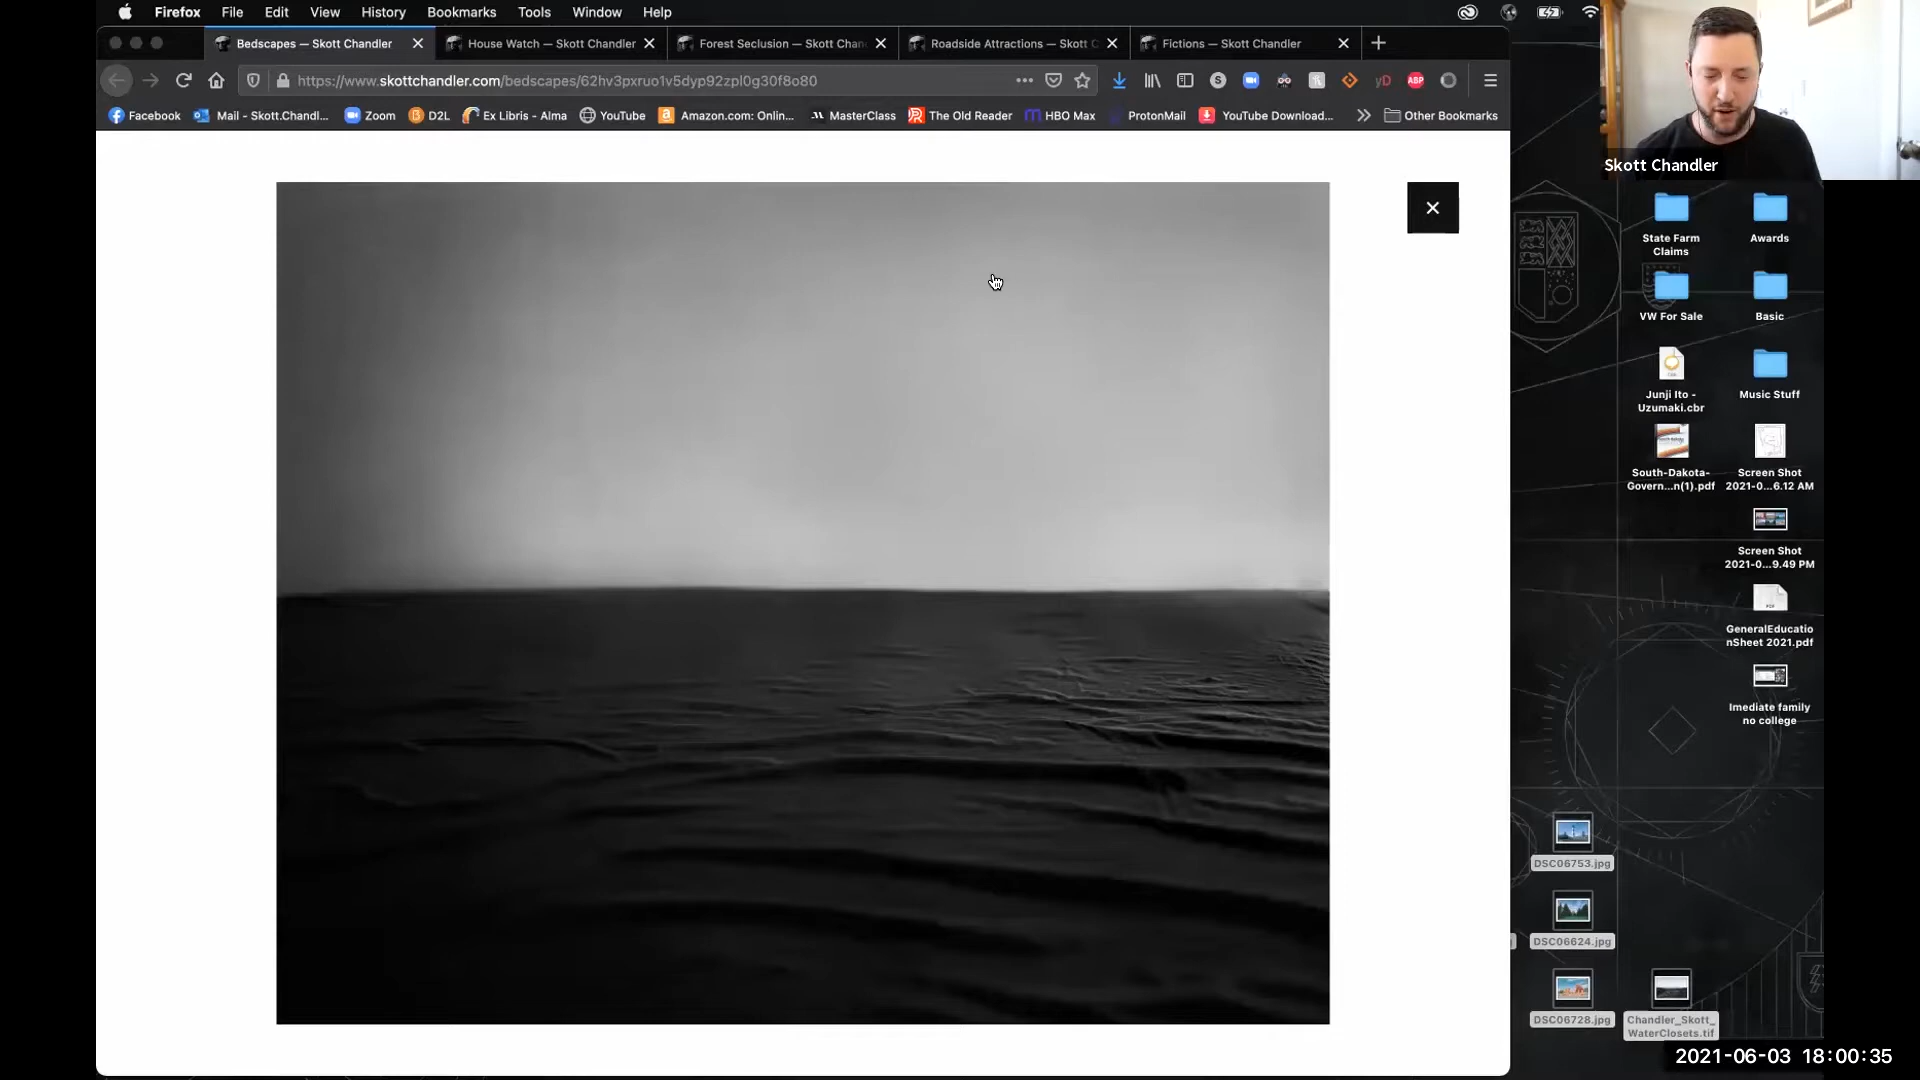 Firefox File Edit View History Bookmarks Tools Window Help
Bedscapes — Skott Chandler
House Watch — Skott Chandler
Forest Seclusion — Skott Chan
Roadside Attractions — Skott C
Fictions — Skott Chandler
https://www.skottchandler.com/bedscapes/62hv3pxruo1v5dyp92zpl0g30f8o80
S
yD
ABP
Facebook
Mail - Skott.Chandl...
Zoom
D2L
Ex Libris - Alma
YouTube
Amazon.com: Onlin...
MasterClass
The Old Reader
HBO Max
ProtonMail
YouTube Download...
Other Bookmarks
Skott Chandler
State Farm
Claims
Awards
VW For Sale
Basic
Junji Ito -
Uzumaki.cbr
Music Stuff
South-Dakota-
Govern...n(1).pdf
Screen Shot
2021-0...6.12 AM
Screen Shot
2021-0...9.49 PM
PDF
GeneralEducatio
nSheet 2021.pdf
Imediate family
no college
DSC06753.jpg
DSC06624.jpg
DSC06728.jpg
Chandler_Skott_
WaterClosets.tif
2021-06-03 18:00:35